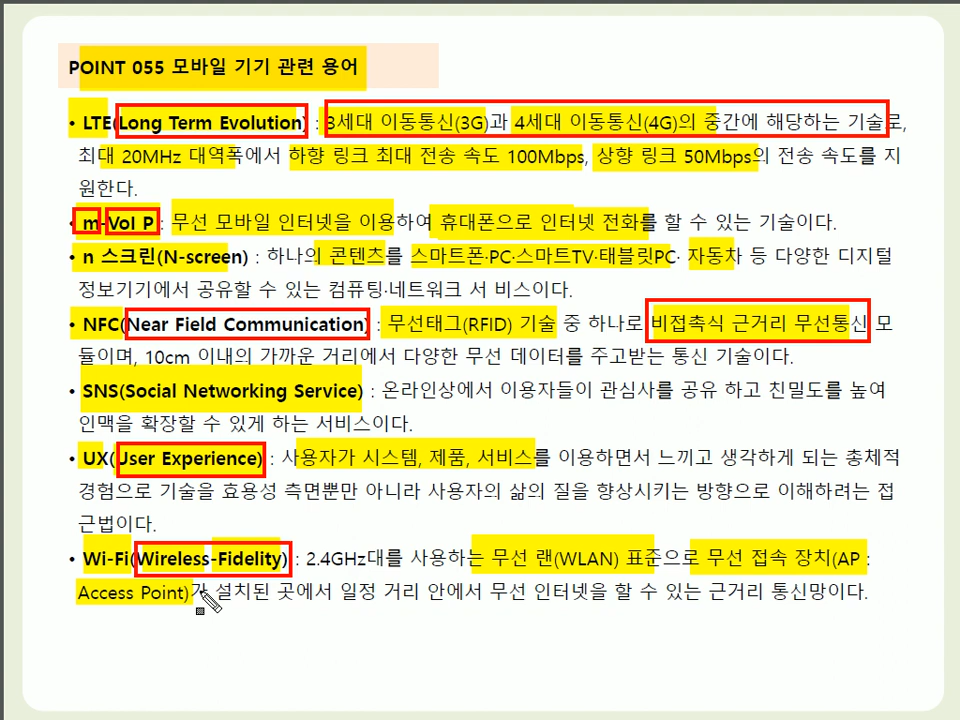 POINT 055 모바일 기기 관련 용어
• LTE(Long Term Evolution) : 3세대 이동통신(3G)과 4세대 이동통신(4G)의 중간에 해당하는 기술로,
최대 20MHz 대역폭에서 하향 링크 최대 전송 속도 100Mbps, 상향 링크 50Mbps의 전송 속도를 지
원한다.
• m-VoI P : 무선 모바일 인터넷을 이용하여 휴대폰으로 인터넷 전화를 할 수 있는 기술이다.
• n 스크린(N-screen) : 하나의 콘텐츠를 스마트폰·PC·스마트TV·태블릿PC· 자동차 등 다양한 디지털
정보기기에서 공유할 수 있는 컴퓨팅·네트워크 서 비스이다.
• NFC(Near Field Communication) : 무선태그(RFID) 기술 중 하나로 비접촉식 근거리 무선통신 모
듈이며, 10cm 이내의 가까운 거리에서 다양한 무선 데이터를 주고받는 통신 기술이다.
• SNS(Social Networking Service) : 온라인상에서 이용자들이 관심사를 공유 하고 친밀도를 높여
인맥을 확장할 수 있게 하는 서비스이다.
• UX(User Experience) : 사용자가 시스템, 제품, 서비스를 이용하면서 느끼고 생각하게 되는 총체적
경험으로 기술을 효용성 측면뿐만 아니라 사용자의 삶의 질을 향상시키는 방향으로 이해하려는 접
근법이다.
• Wi-Fi(Wireless-Fidelity) : 2.4GHz대를 사용하는 무선 랜(WLAN) 표준으로 무선 접속 장치(AP :
Access Point)가 설치된 곳에서 일정 거리 안에서 무선 인터넷을 할 수 있는 근거리 통신망이다.